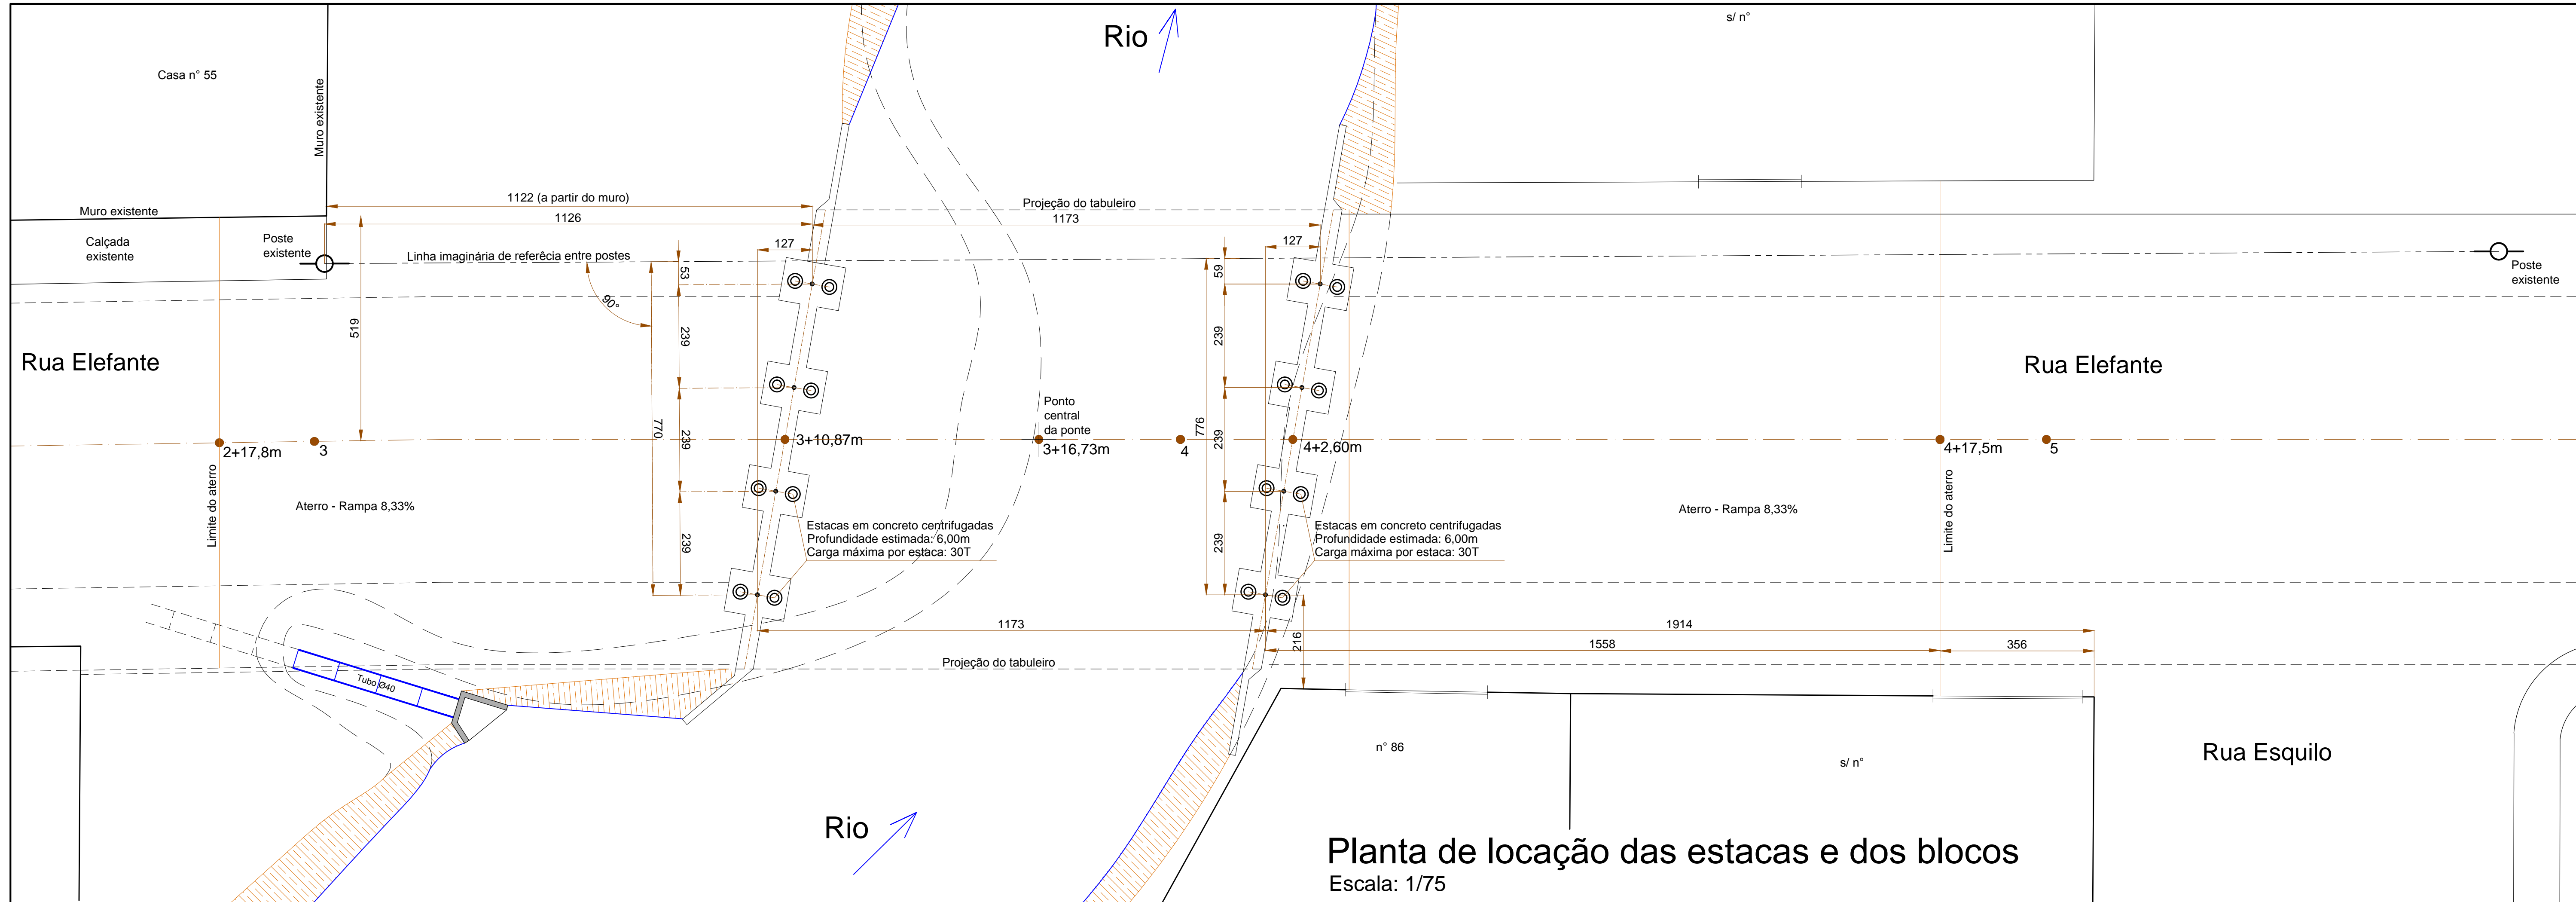 Rio
s/ n°
Casa n° 55
Muro existente
1122 (a partir do muro)
Projeção do tabuleiro
Muro existente
1126
1173
Calçada
existente
Poste
existente
127
127
Linha imaginária de referêcia entre postes
Poste
existente
53
59
90°
519
239
239
Rua Elefante
Rua Elefante
Ponto
central
da ponte
770
776
239
239
2+17,8m
3
3+10,87m
3+16,73m
4
4+2,60m
4+17,5m
5
Limite do aterro
Limite do aterro
Aterro - Rampa 8,33%
Aterro - Rampa 8,33%
239
239
Estacas em concreto centrifugadas
Profundidade estimada: 6,00m
Carga máxima por estaca: 30T
Estacas em concreto centrifugadas
Profundidade estimada: 6,00m
Carga máxima por estaca: 30T
1173
1914
216
1558
356
Projeção do tabuleiro
Tubo Ø40
n° 86
s/ n°
Rua Esquilo
Rio
Planta de locação das estacas e dos blocos
Escala: 1/75